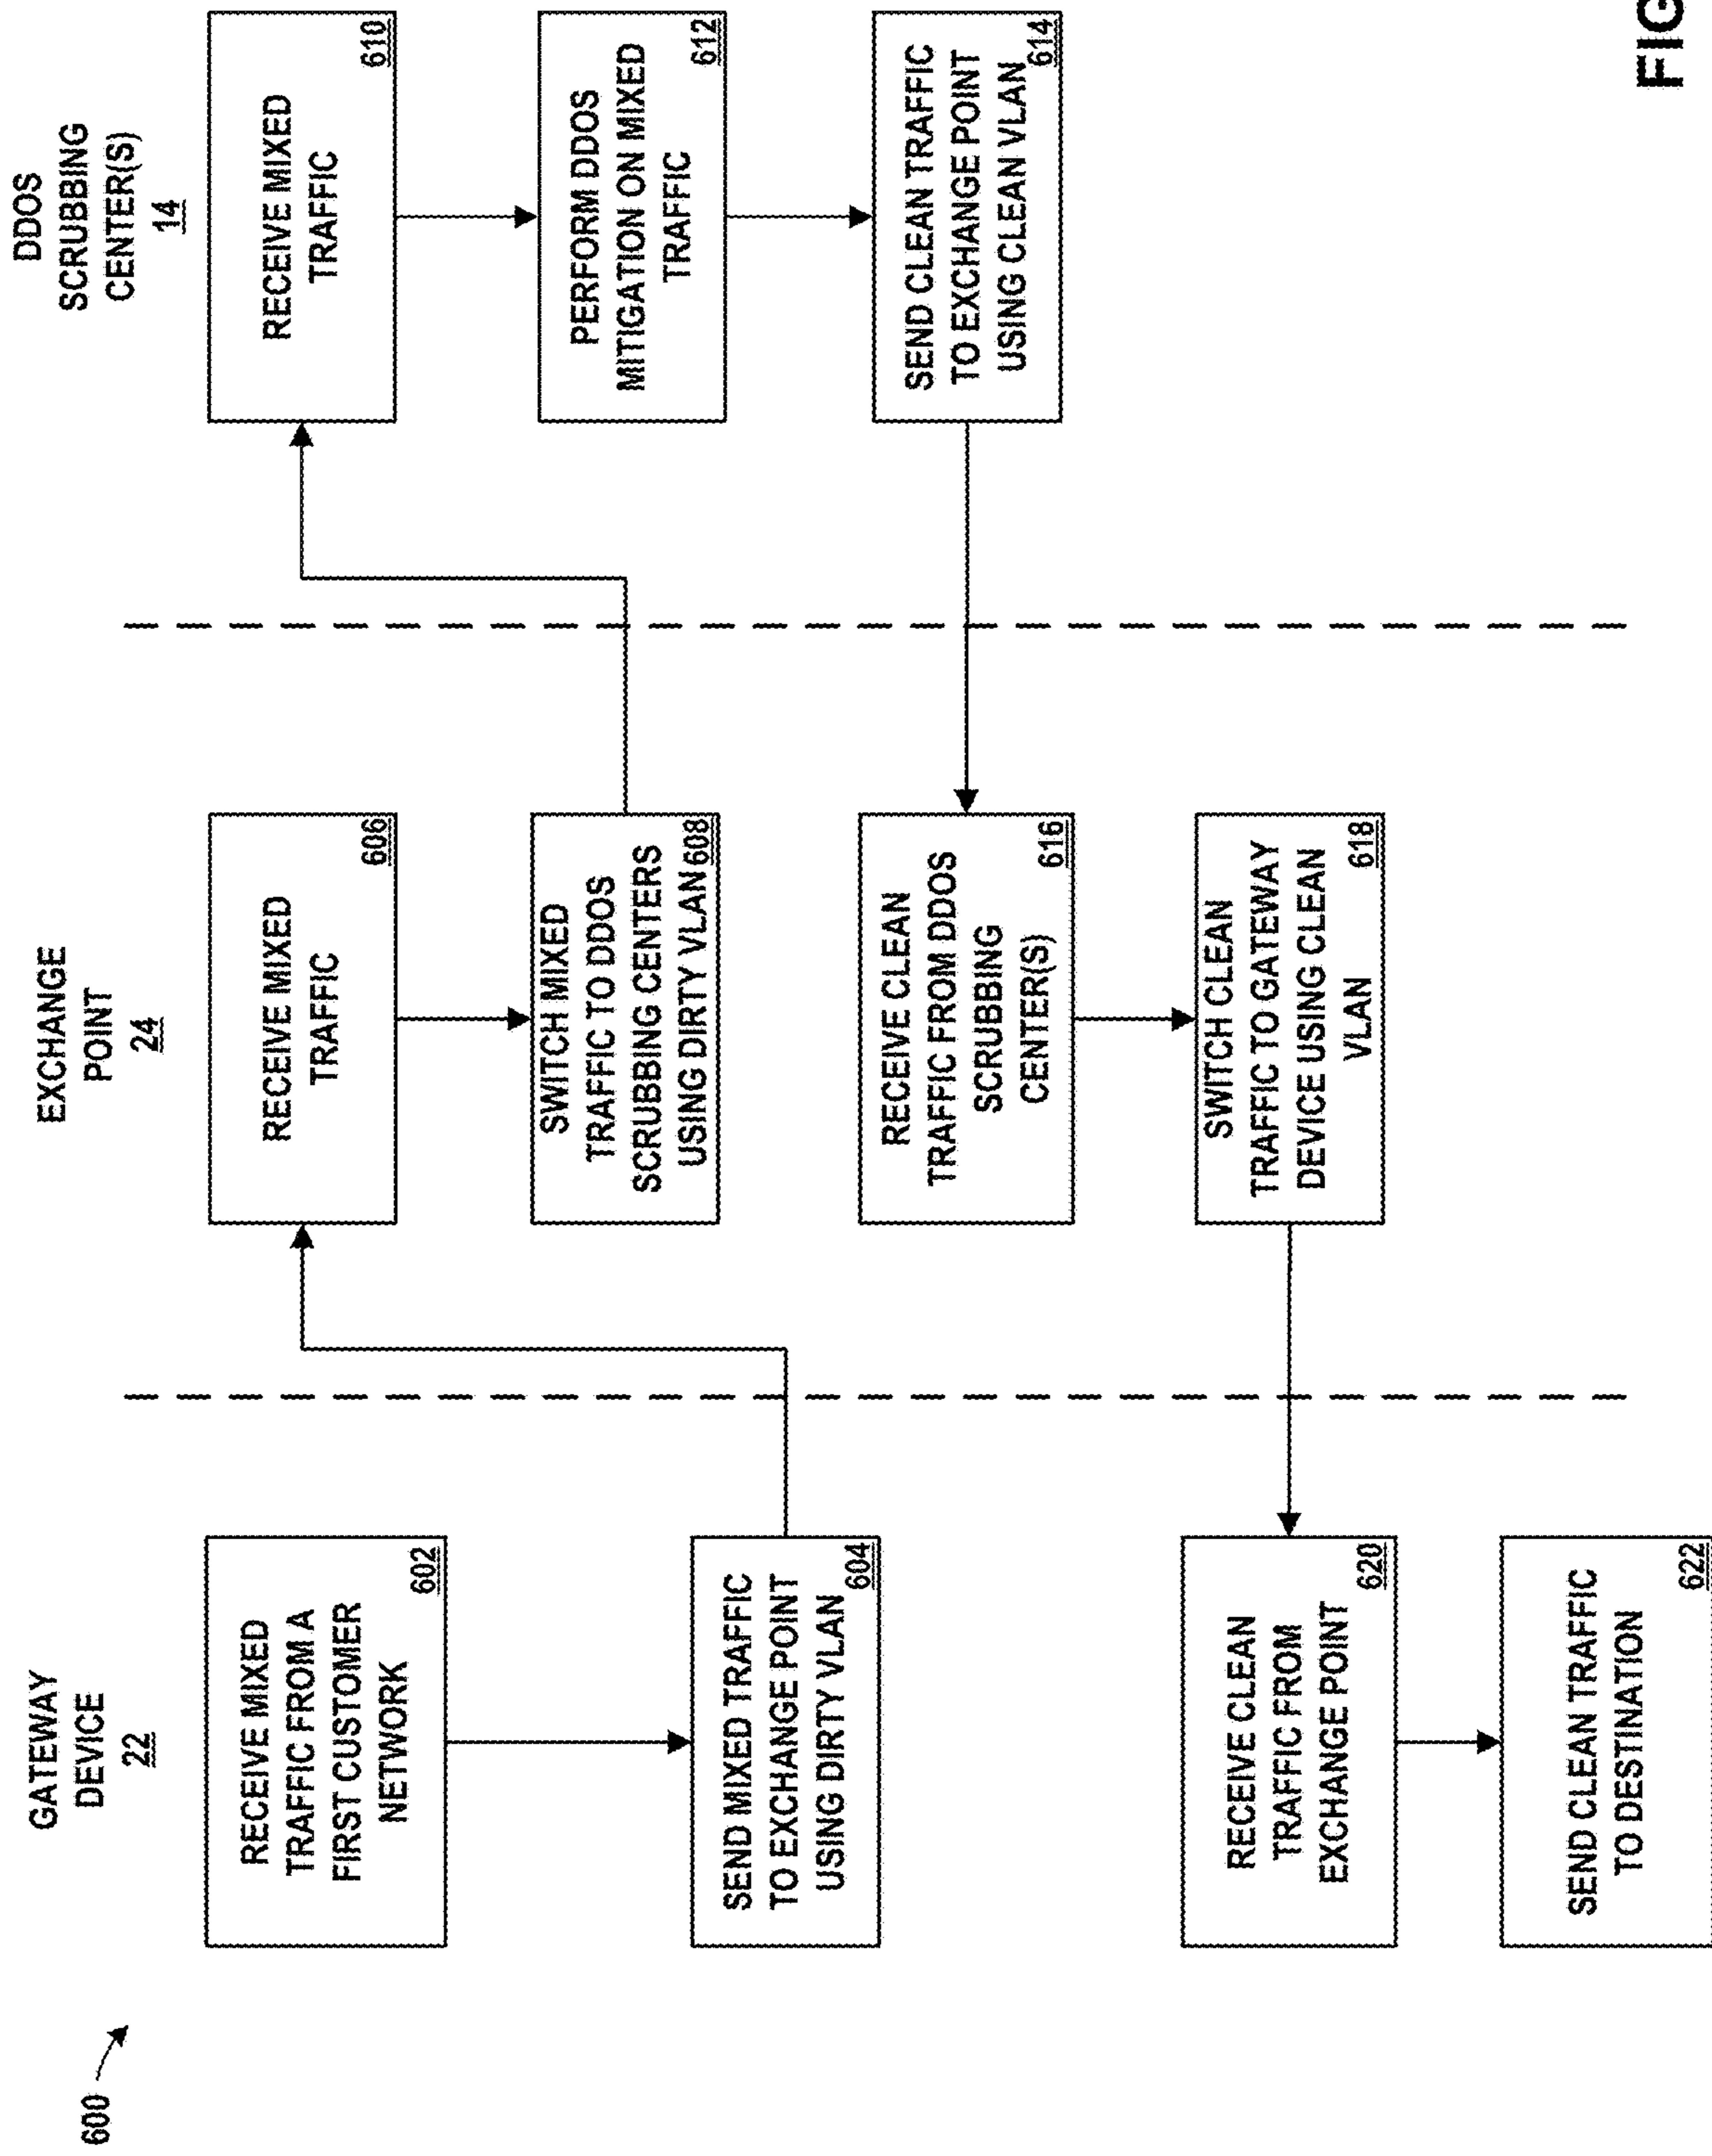 600
GATEWAY
DEVICE
22
EXCHANGE
POINT
24
DDOS
SCRUBBING
CENTER(S)
14
RECEIVE MIXED
TRAFFIC FROM A
FIRST CUSTOMER
NETWORK
602
SEND MIXED TRAFFIC
TO EXCHANGE POINT
USING DIRTY VLAN
604
RECEIVE MIXED
TRAFFIC
606
SWITCH MIXED
TRAFFIC TO DDOS
SCRUBBING CENTERS
USING DIRTY VLAN
608
RECEIVE MIXED
TRAFFIC
610
PERFORM DDOS
MITIGATION ON MIXED
TRAFFIC
612
SEND CLEAN TRAFFIC
TO EXCHANGE POINT
USING CLEAN VLAN
614
RECEIVE CLEAN
TRAFFIC FROM DDOS
SCRUBBING
CENTER(S)
616
SWITCH CLEAN
TRAFFIC TO GATEWAY
DEVICE USING CLEAN
VLAN
618
RECEIVE CLEAN
TRAFFIC FROM
EXCHANGE POINT
620
SEND CLEAN TRAFFIC
TO DESTINATION
622
FIG